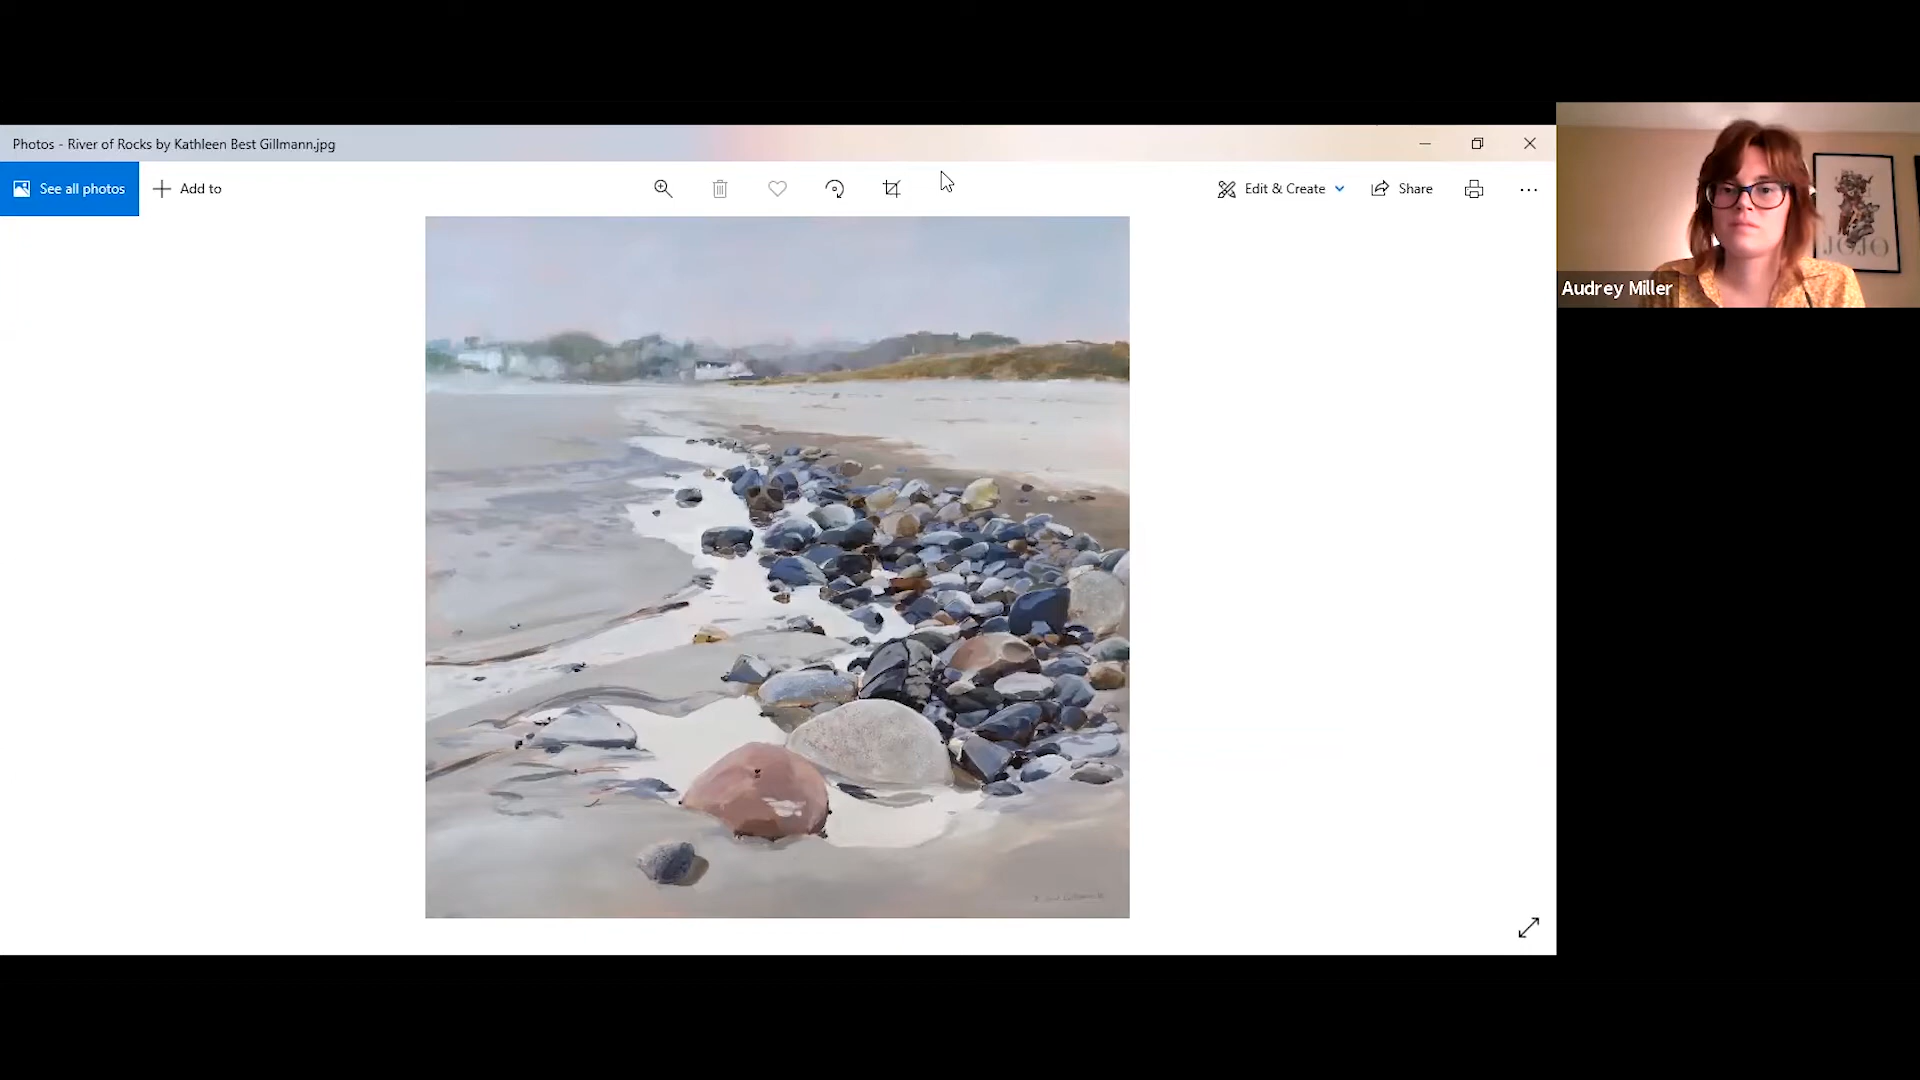 Photos - River of Rocks by Kathleen Best Gillmann.jpg
See all photos
Add to
Edit & Create
Share
JOJO
Audrey Miller